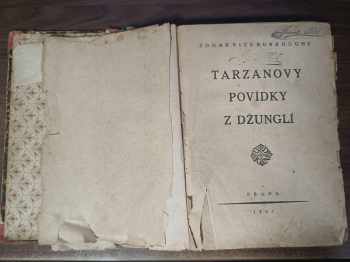 EDGAR RICE BURROUGHS
TARZANOVY
POVÍDKY
Z DŽUNGLÍ
PRAHA